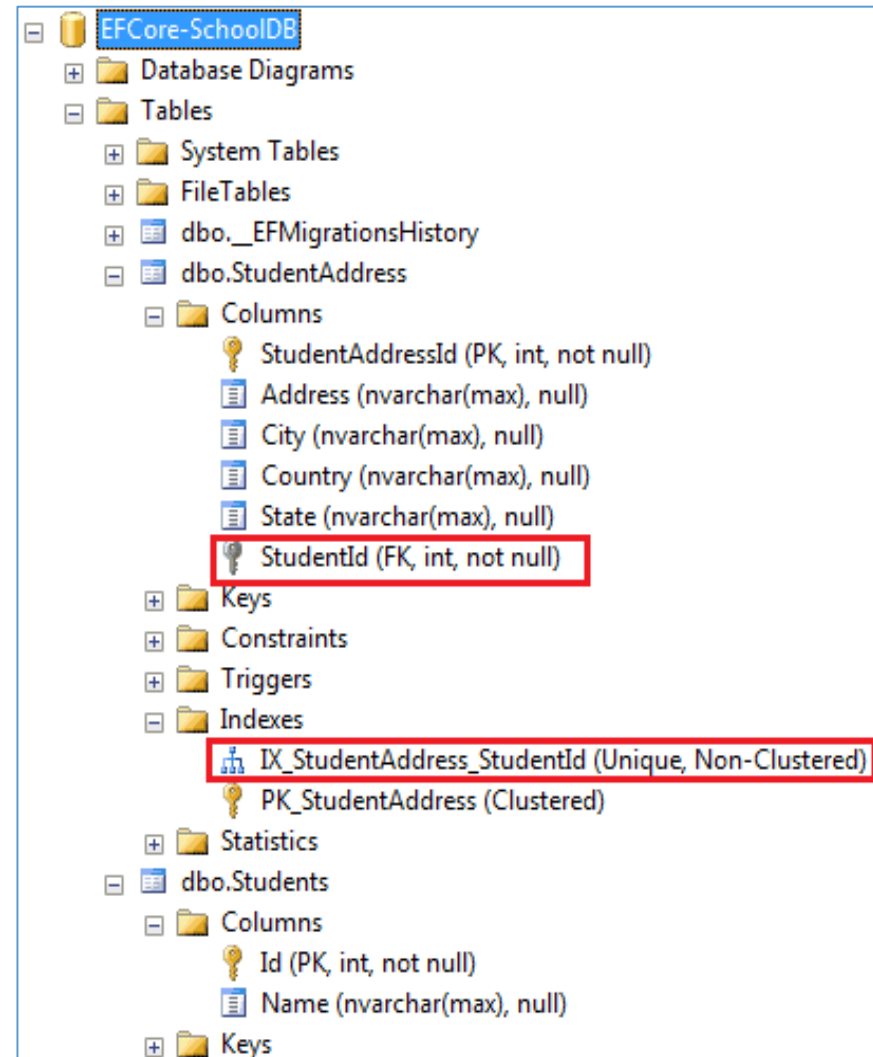 EFCore-SchoolDB
Database Diagrams
Tables
System Tables
FileTables
dbo.__EFMigrationsHistory
dbo.StudentAddress
Columns
StudentAddressId (PK, int, not null)
Address (nvarchar(max), null)
City (nvarchar(max), null)
Country (nvarchar(max), null)
State (nvarchar(max), null)
StudentId (FK, int, not null)
Keys
Constraints
Triggers
Indexes
IX_StudentAddress_StudentId (Unique, Non-Clustered)
PK_StudentAddress (Clustered)
Statistics
dbo.Students
Columns
Id (PK, int, not null)
Name (nvarchar(max), null)
Keys